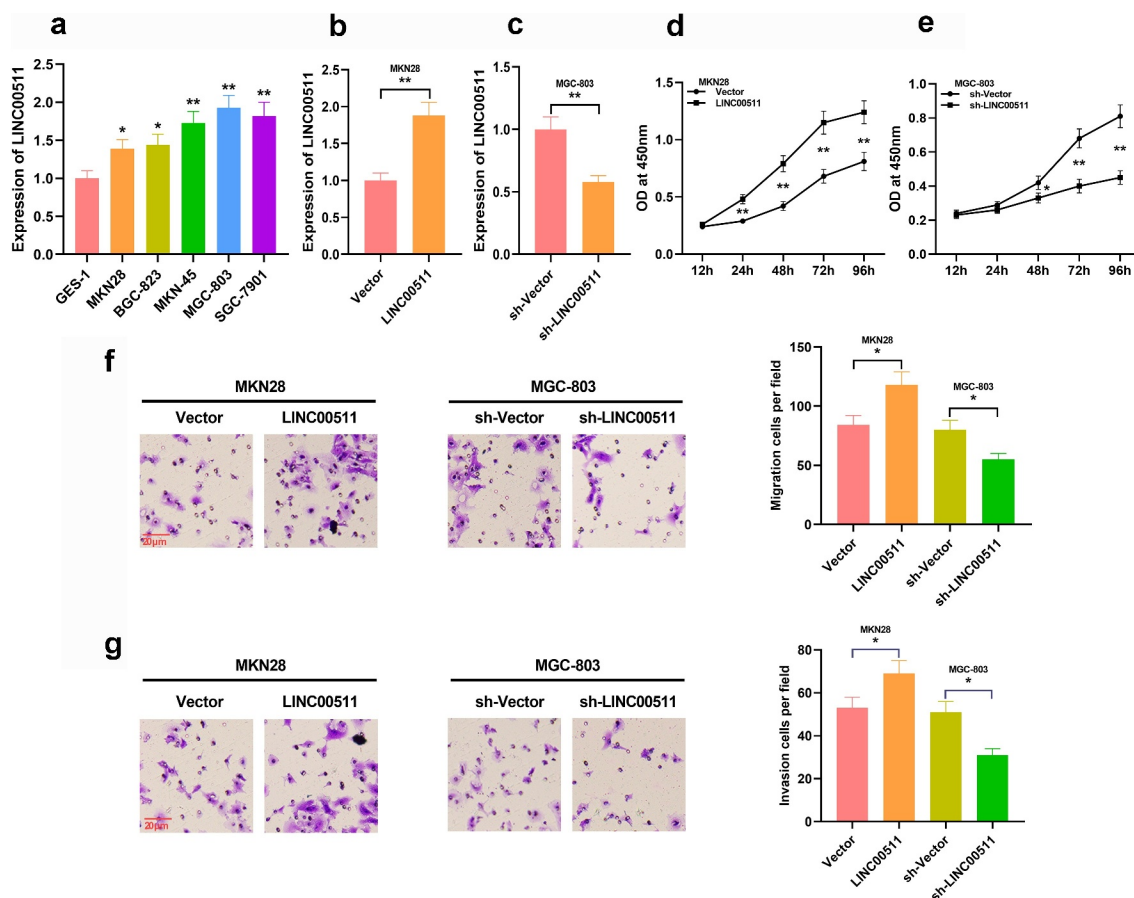 a
Expression of LINC00511
2.5
2.0
1.5
1.0
0.5
0.0
*
*
**
**
**
GES-1
MKN28
BGC-823
MKN-45
MGC-803
SGC-7901
b
Expression of LINC00511
2.5
2.0
1.5
1.0
0.5
0.0
MKN28
**
Vector
LINC00511
c
Expression of LINC00511
1.5
1.0
0.5
0.0
MGC-803
**
sh-Vector
sh-LINC00511
d
OD at 450nm
1.5
1.0
0.5
0.0
MKN28
Vector
LINC00511
**
**
**
**
12h 24h 48h 72h 96h
e
OD at 450nm
1.0
0.8
0.6
0.4
0.2
0.0
MGC-803
sh-Vector
sh-LINC00511
*
**
**
12h 24h 48h 72h 96h
f
MKN28
Vector LINC00511
20μm
MGC-803
sh-Vector sh-LINC00511
Migration cells per field
150
100
50
0
MKN28
*
MGC-803
*
Vector
LINC00511
sh-Vector
sh-LINC00511
g
MKN28
Vector LINC00511
20μm
MGC-803
sh-Vector sh-LINC00511
Invasion cells per field
80
60
40
20
0
MKN28
*
MGC-803
*
Vector
LINC00511
sh-Vector
sh-LINC00511